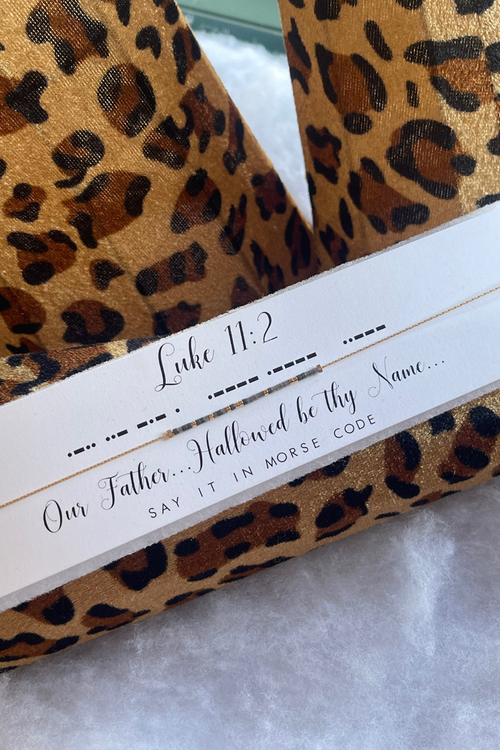 Luke 11:2
.-.. ..- -.- . .---- .---- ..---
Our Father...Hallowed be thy Name...
SAY IT IN MORSE CODE